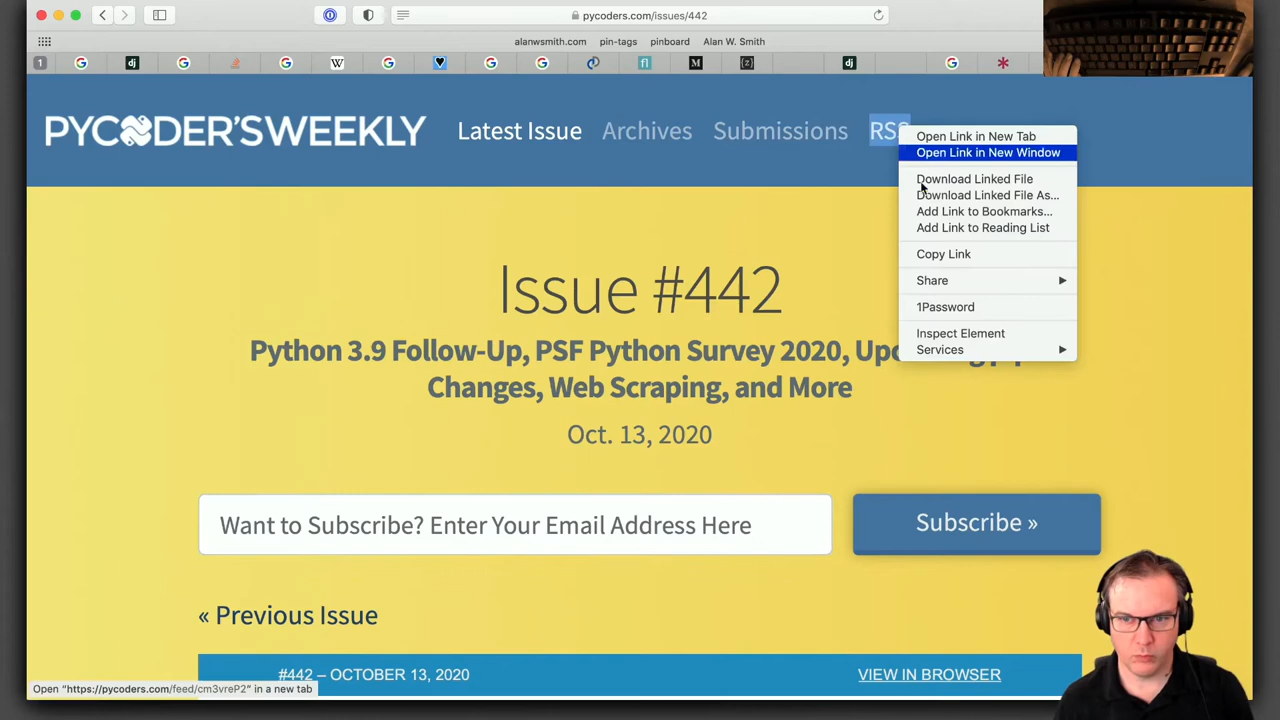 pycoders.com/issues/442
alanwsmith.com pin-tags pinboard Alan W. Smith
1
PYCODER'SWEEKLY Latest Issue Archives Submissions RSS
Open Link in New Tab
Open Link in New Window
Download Linked File
Download Linked File As...
Add Link to Bookmarks...
Add Link to Reading List
Copy Link
Share
1Password
Inspect Element
Services
Issue #442
Python 3.9 Follow-Up, PSF Python Survey 2020,
Changes, Web Scraping, and More
Oct. 13, 2020
Want to Subscribe? Enter Your Email Address Here
Subscribe »
« Previous Issue
#442 – OCTOBER 13, 2020 VIEW IN BROWSER
Open "https://pycoders.com/feed/cm3vreP2" in a new tab